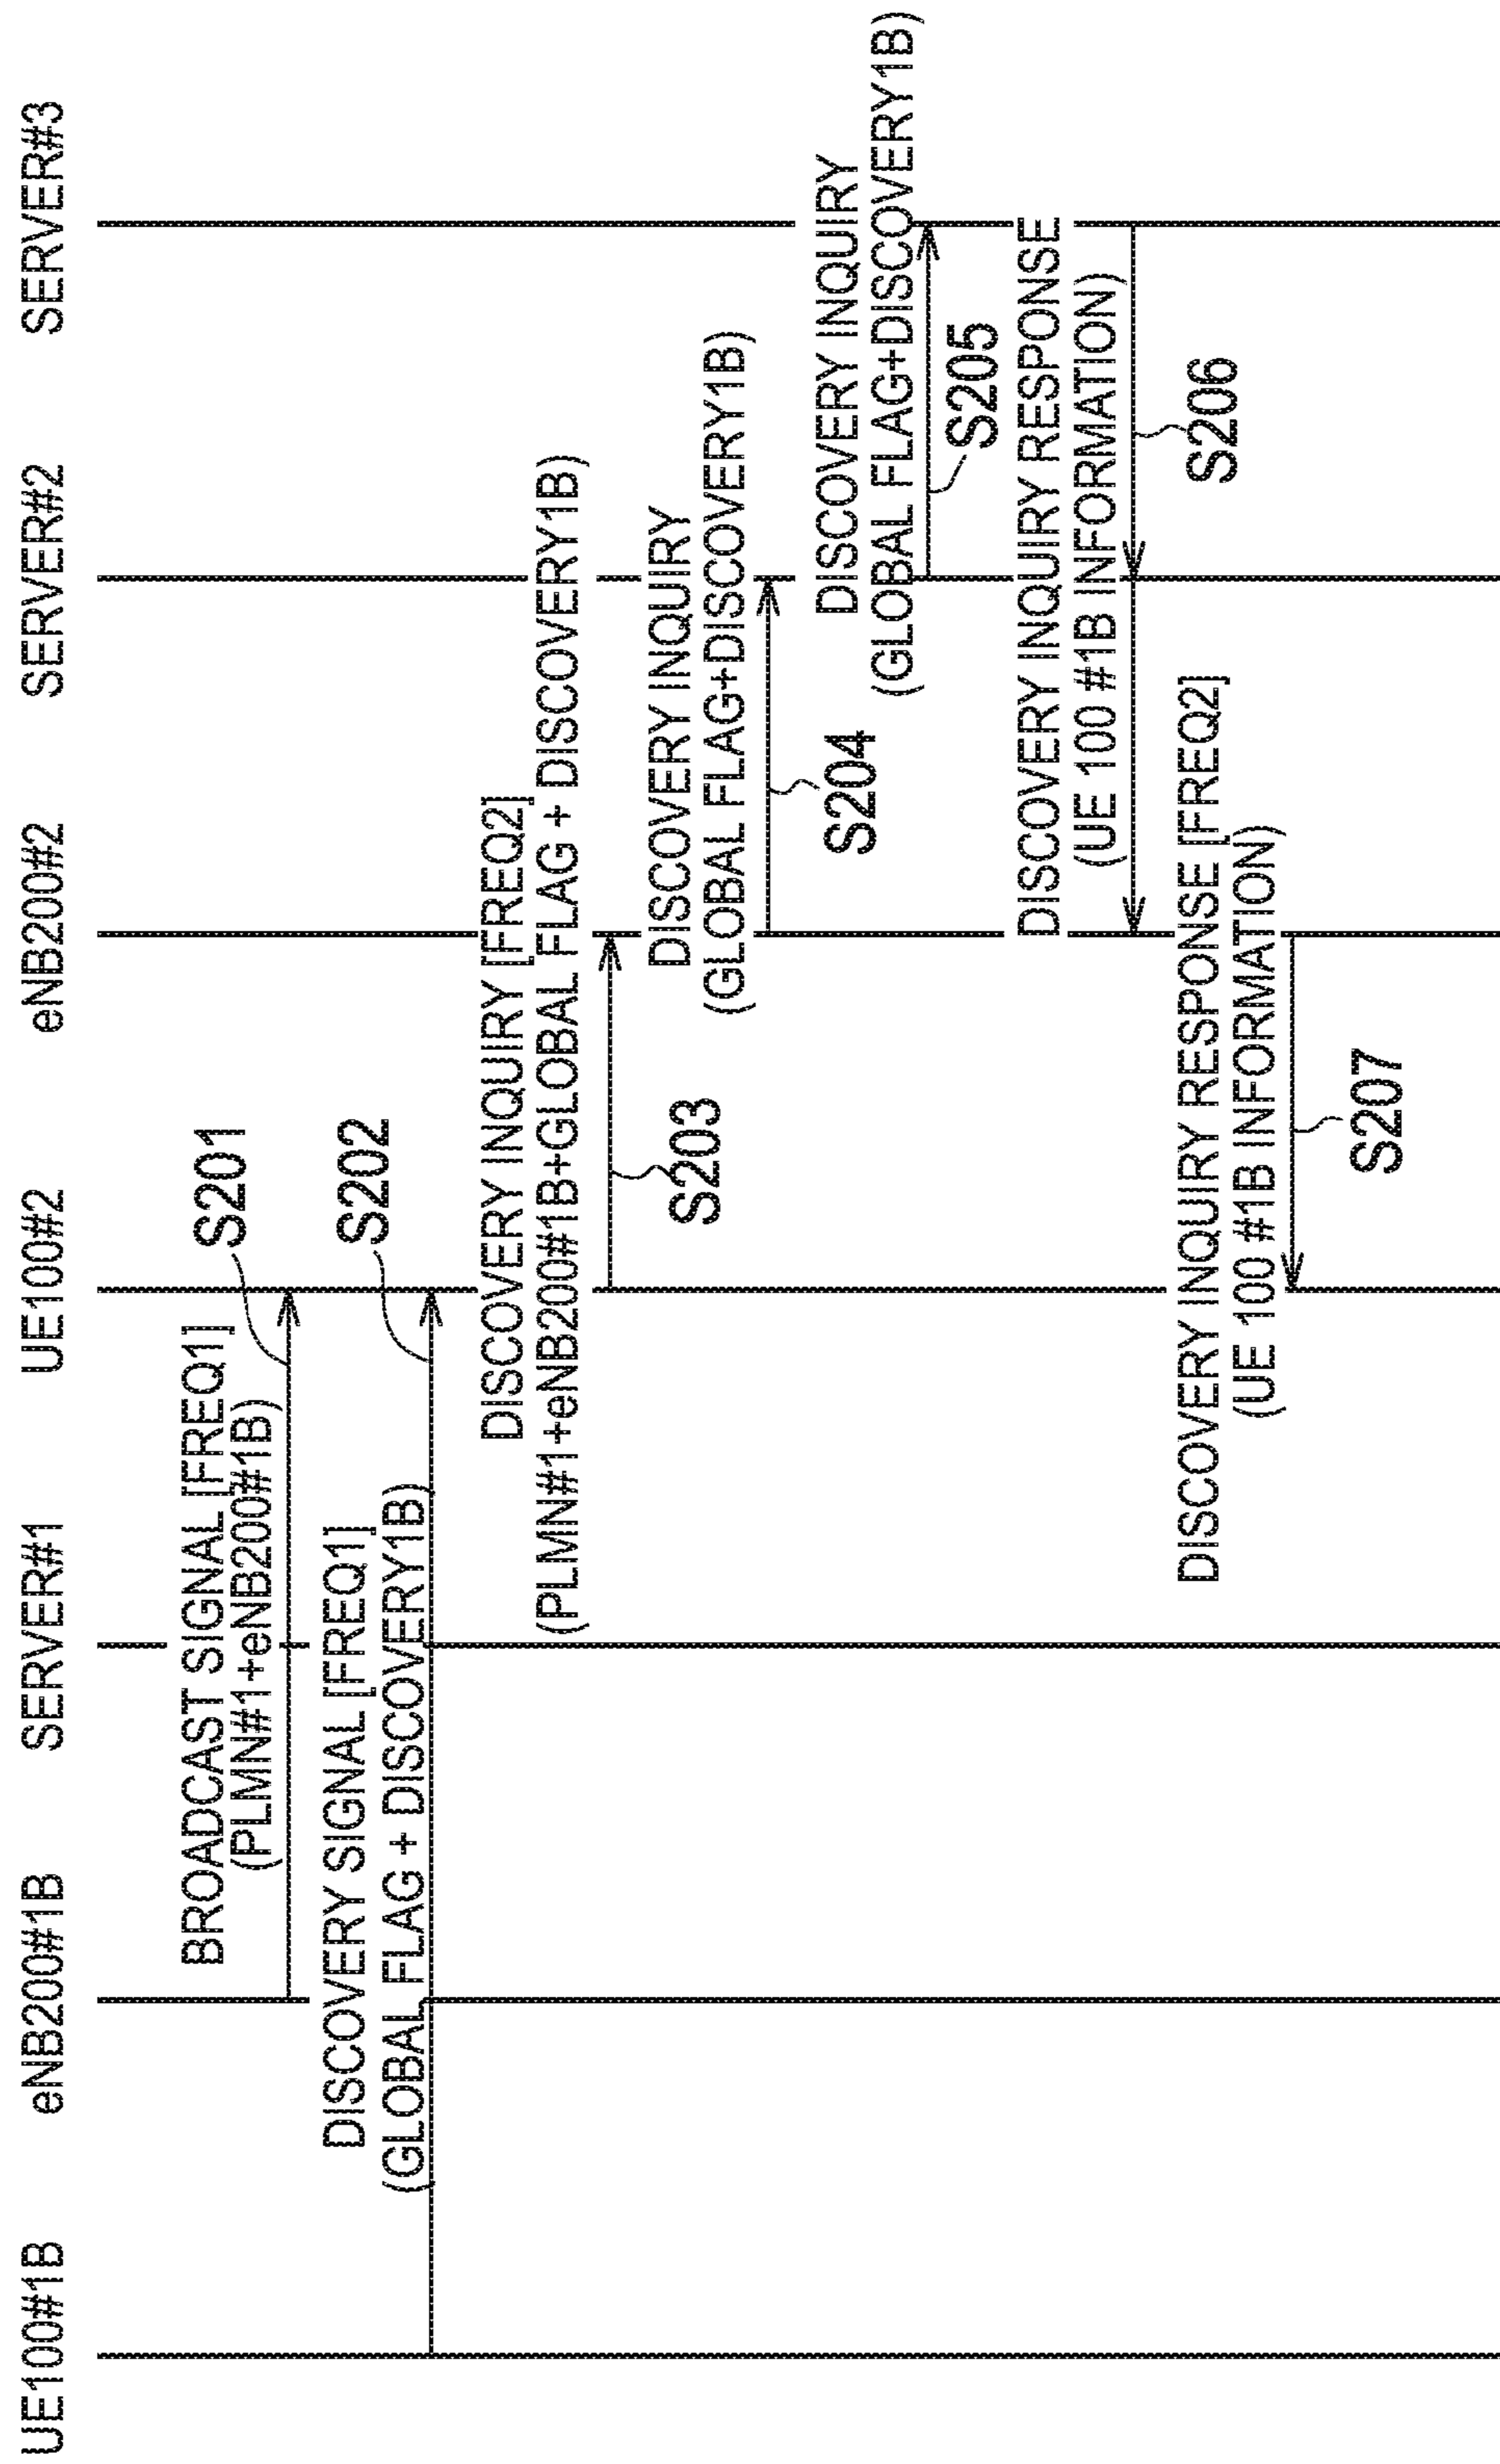 UE100#1B
eNB200#1B
SERVER#1
UE100#2
eNB200#2
SERVER#2
SERVER#3
BROADCAST SIGNAL [FREQ1]
(PLMN#1+eNB200#1B)
S201
DISCOVERY SIGNAL [FREQ1]
(GLOBAL FLAG + DISCOVERY1B)
S202
DISCOVERY INQUIRY [FREQ2]
(PLMN#1+eNB200#1B+GLOBAL FLAG + DISCOVERY1B)
S203
DISCOVERY INQUIRY
(GLOBAL FLAG+DISCOVERY1B)
S204
DISCOVERY INQUIRY
(GLOBAL FLAG+DISCOVERY1B)
S205
DISCOVERY INQUIRY RESPONSE
(UE 100 #1B INFORMATION)
S206
DISCOVERY INQUIRY RESPONSE [FREQ2]
(UE 100 #1B INFORMATION)
S207